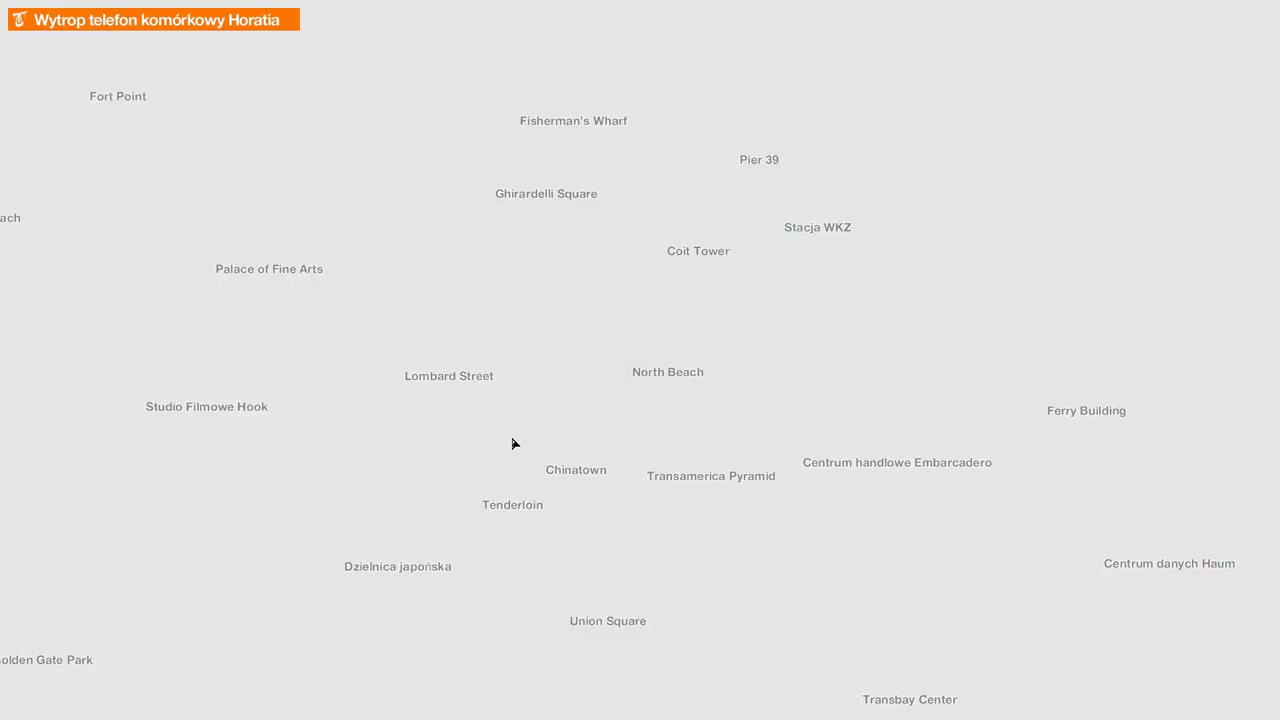 Wytrop telefon komórkowy Horatia
Fort Point
Fisherman's Wharf
Pier 39
Ghirardelli Square
ach
Stacja WKZ
Coit Tower
Palace of Fine Arts
Lombard Street
North Beach
Studio Filmowe Hook
Ferry Building
Centrum handlowe Embarcadero
Chinatown
Transamerica Pyramid
Tenderloin
Dzielnica japońska
Centrum danych Haum
Union Square
olden Gate Park
Transbay Center